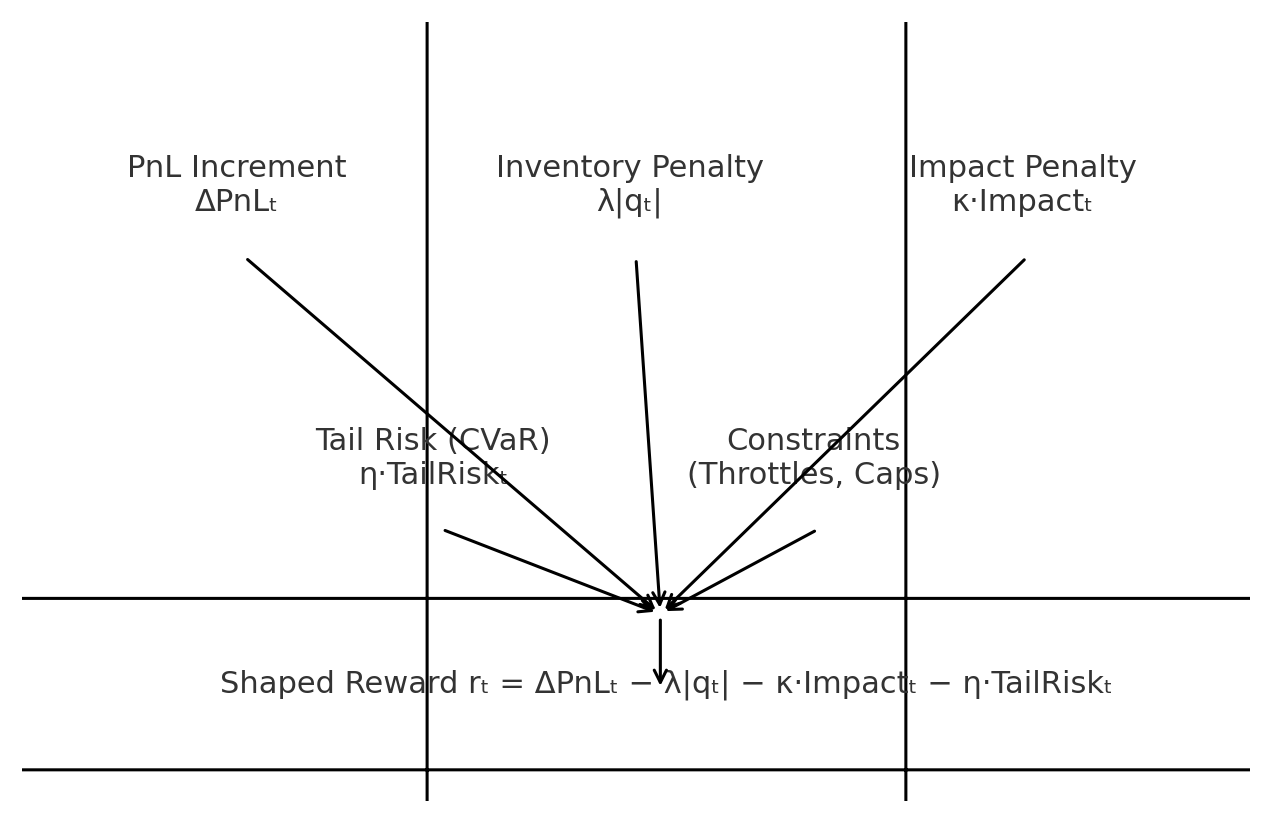 PnL Increment
ΔPnLₜ
Inventory Penalty
λ|qₜ|
Impact Penalty
κ·Impactₜ
Tail Risk (CVaR)
η·TailRiskₜ
Constraints
(Throttles, Caps)
Shaped Reward rₜ = ΔPnLₜ − λ|qₜ| − κ·Impactₜ − η·TailRiskₜ